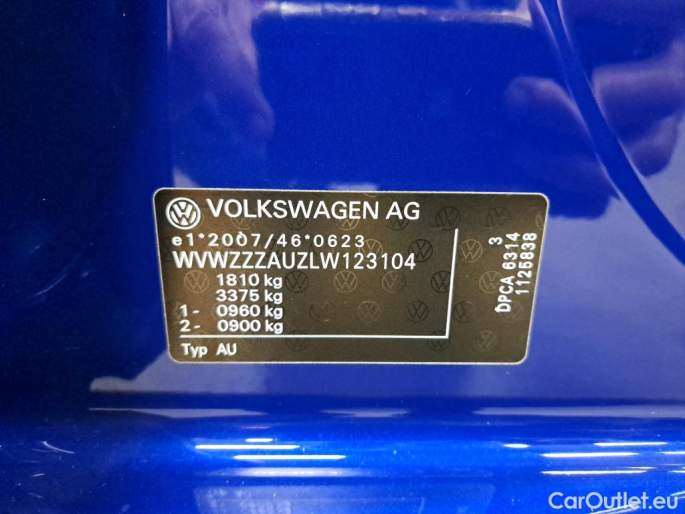 VOLKSWAGEN AG
e1*2007/46*0623
WVWZZZAUZLW123104
1810 kg
3375 kg
1- 0960 kg
2- 0900 kg
Typ AU
3
DPCA 6314
1125838
CarOutlet.eu